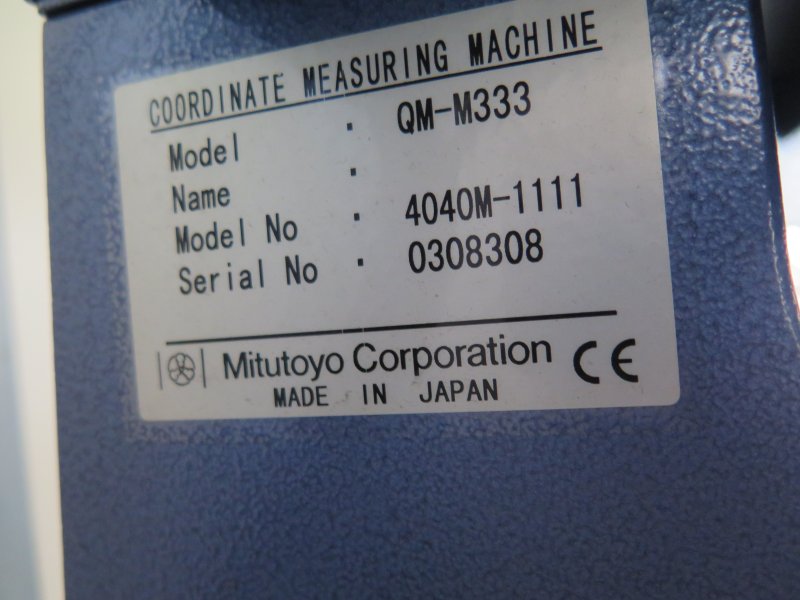 COORDINATE MEASURING MACHINE
Model · QM-M333
Name ·
Model No · 4040M-1111
Serial No · 0308308
Mitutoyo Corporation CE
MADE IN JAPAN